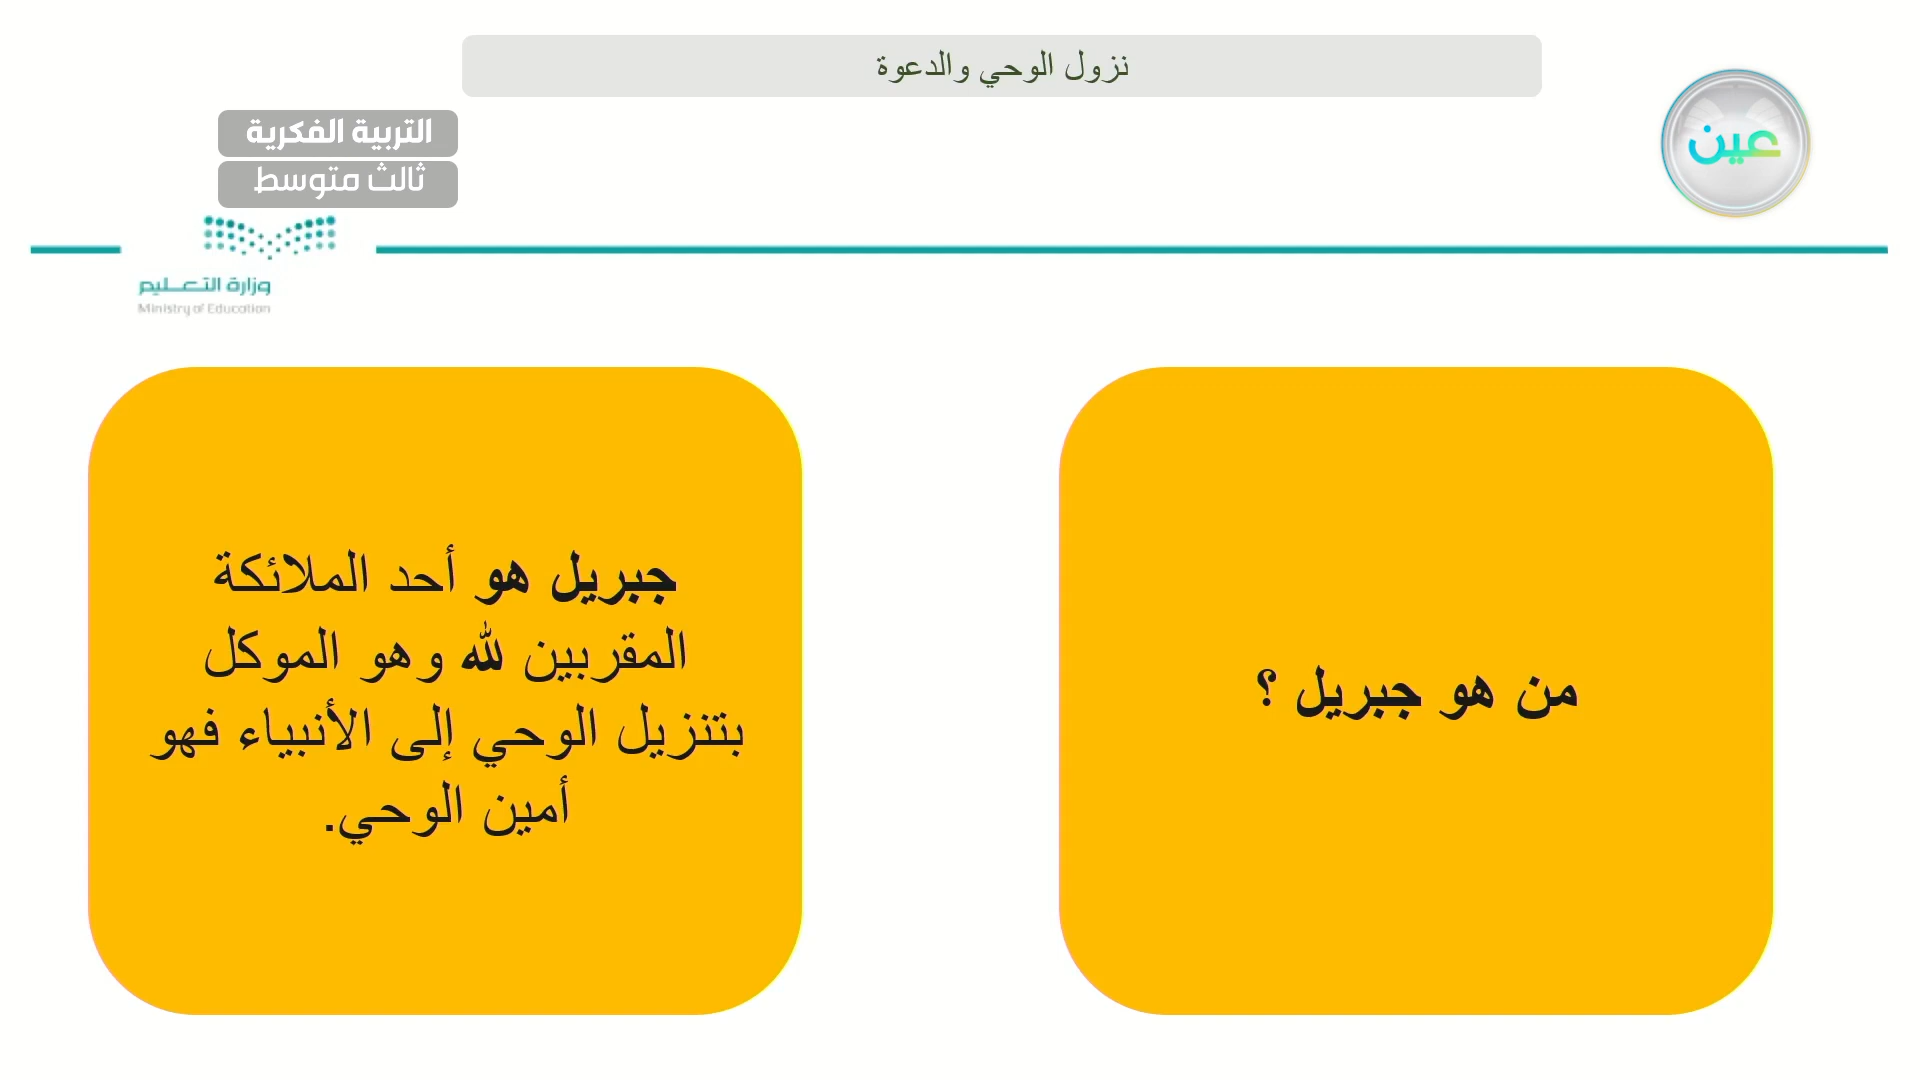 نزول الوحي والدعوة
عين
التربية الفكرية
ثالث متوسط
وزارة التعـــليم
Ministry of Education
من هو جبريل ؟
جبريل هو أحد الملائكة
المقربين لله وهو الموكل
بتنزيل الوحي إلى الأنبياء فهو
أمين الوحي.